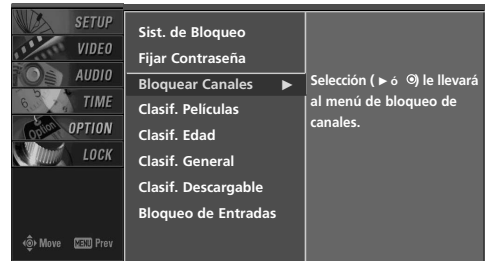 SETUP
VIDEO
AUDIO
TIME
OPTION
LOCK
Move MENU Prev
Sist. de Bloqueo
Fijar Contraseña
Bloquear Canales ►
Clasif. Películas
Clasif. Edad
Clasif. General
Clasif. Descargable
Bloqueo de Entradas
Selección ( ► ó ◉) le llevará
al menú de bloqueo de
canales.
Option